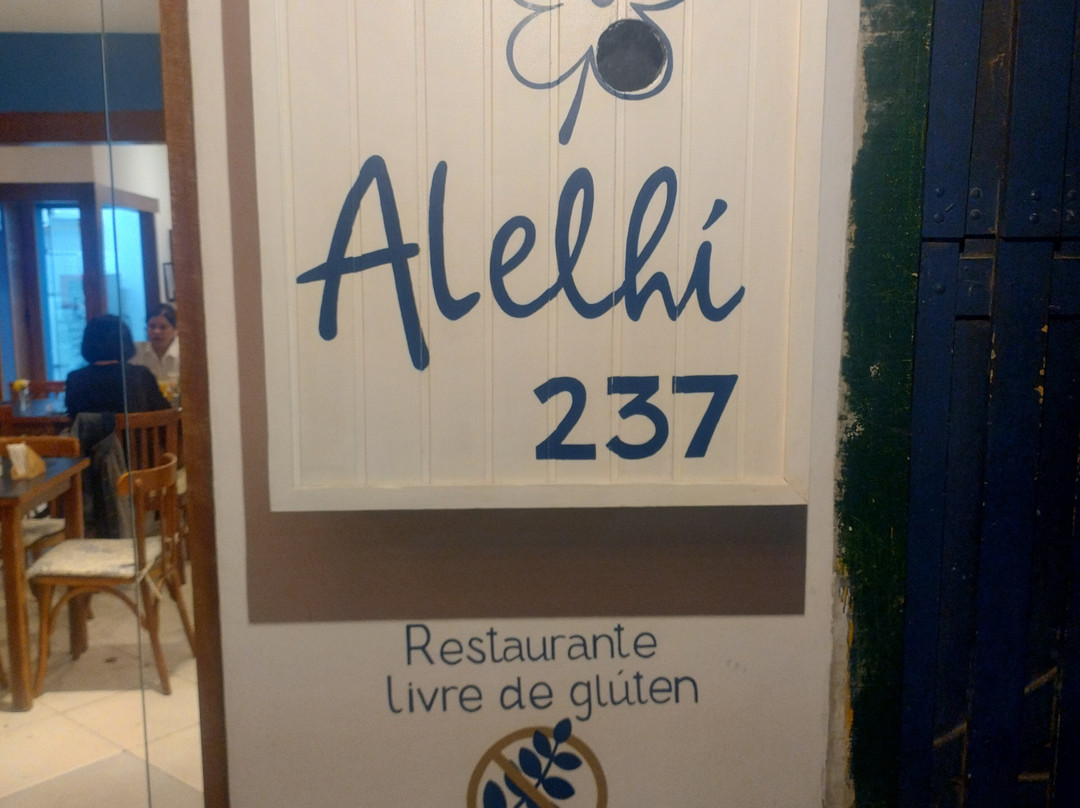 Alelhí
237
Restaurante
livre de glúten